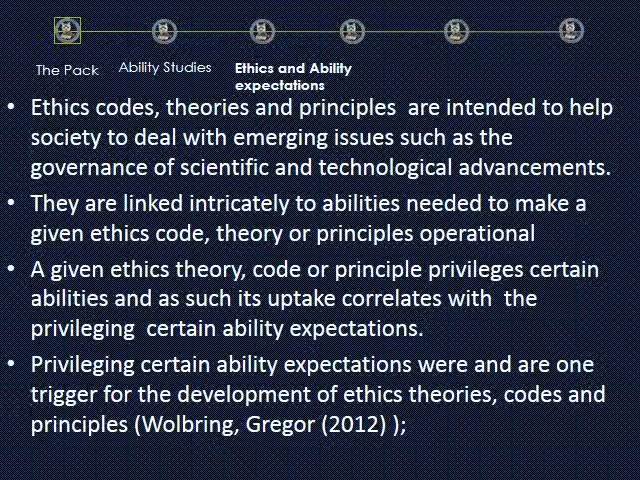 The Pack
Ability Studies
Ethics and Ability
expectations
• Ethics codes, theories and principles are intended to help
society to deal with emerging issues such as the
governance of scientific and technological advancements.
• They are linked intricately to abilities needed to make a
given ethics code, theory or principles operational
• A given ethics theory, code or principle privileges certain
abilities and as such its uptake correlates with the
privileging certain ability expectations.
• Privileging certain ability expectations were and are one
trigger for the development of ethics theories, codes and
principles (Wolbring, Gregor (2012) );